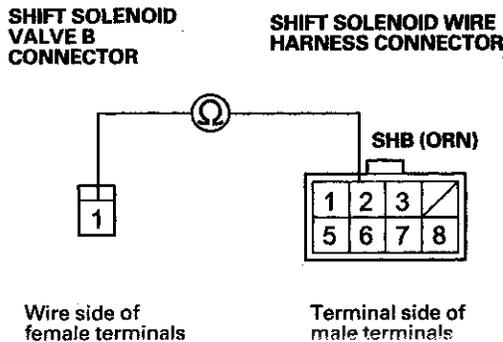 SHIFT SOLENOID
VALVE B
CONNECTOR
SHIFT SOLENOID WIRE
HARNESS CONNECTOR
Ω
SHB (ORN)
1
1 2 3
5 6 7 8
Wire side of
female terminals
Terminal side of
male terminals